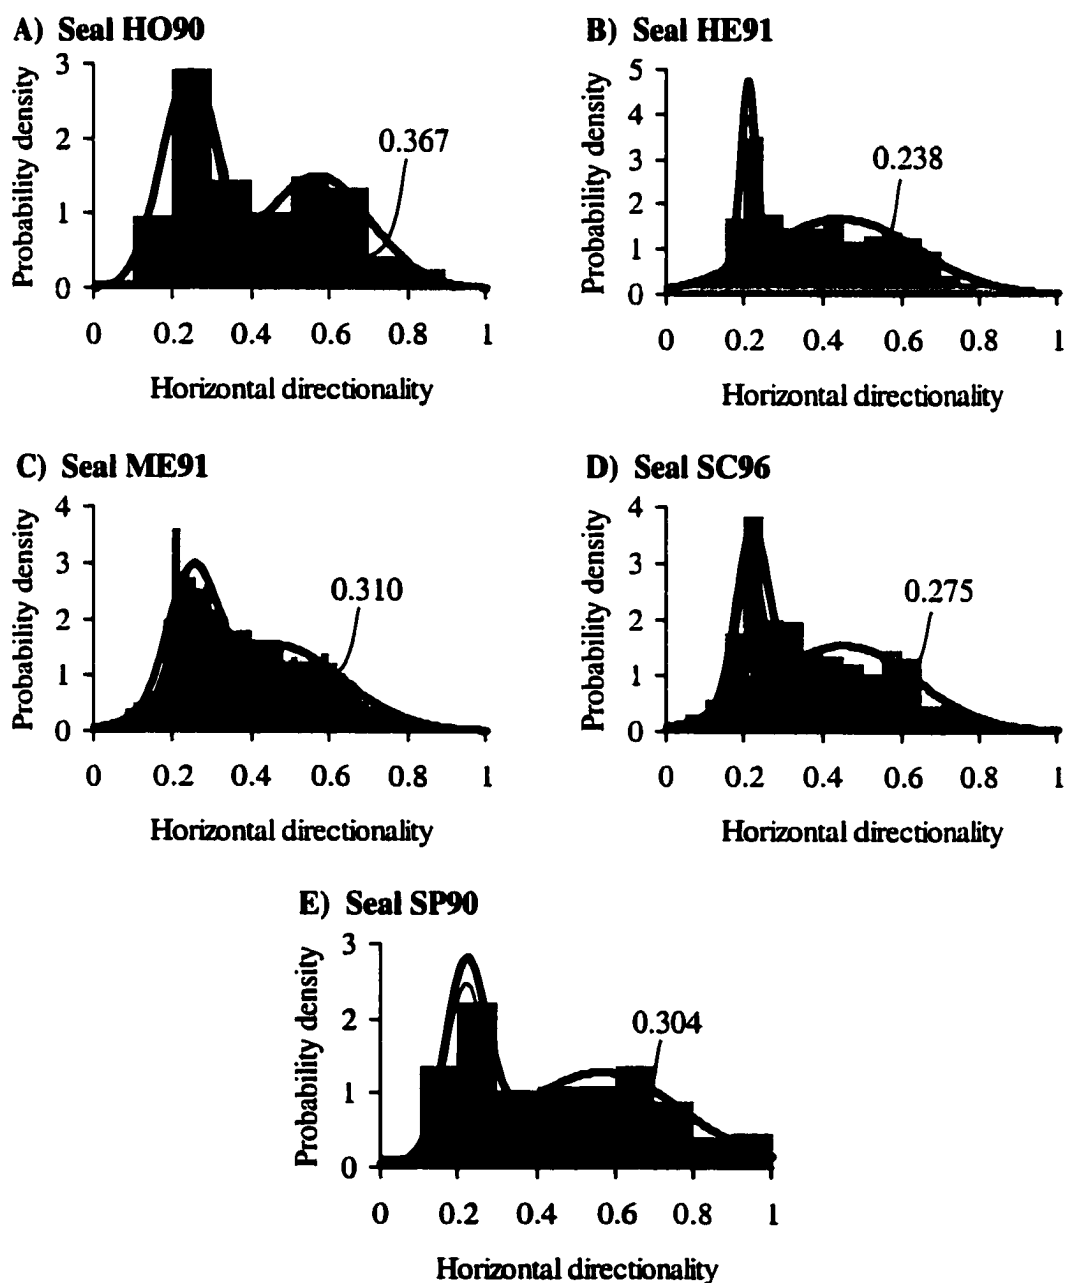 A) Seal HO90
Probability density
3
2
1
0
0.367
0 0.2 0.4 0.6 0.8 1
Horizontal directionality
B) Seal HE91
Probability density
5
4
3
2
1
0
0.238
0 0.2 0.4 0.6 0.8 1
Horizontal directionality
C) Seal ME91
Probability density
4
3
2
1
0
0.310
0 0.2 0.4 0.6 0.8 1
Horizontal directionality
D) Seal SC96
Probability density
4
3
2
1
0
0.275
0 0.2 0.4 0.6 0.8 1
Horizontal directionality
E) Seal SP90
Probability density
3
2
1
0
0.304
0 0.2 0.4 0.6 0.8 1
Horizontal directionality